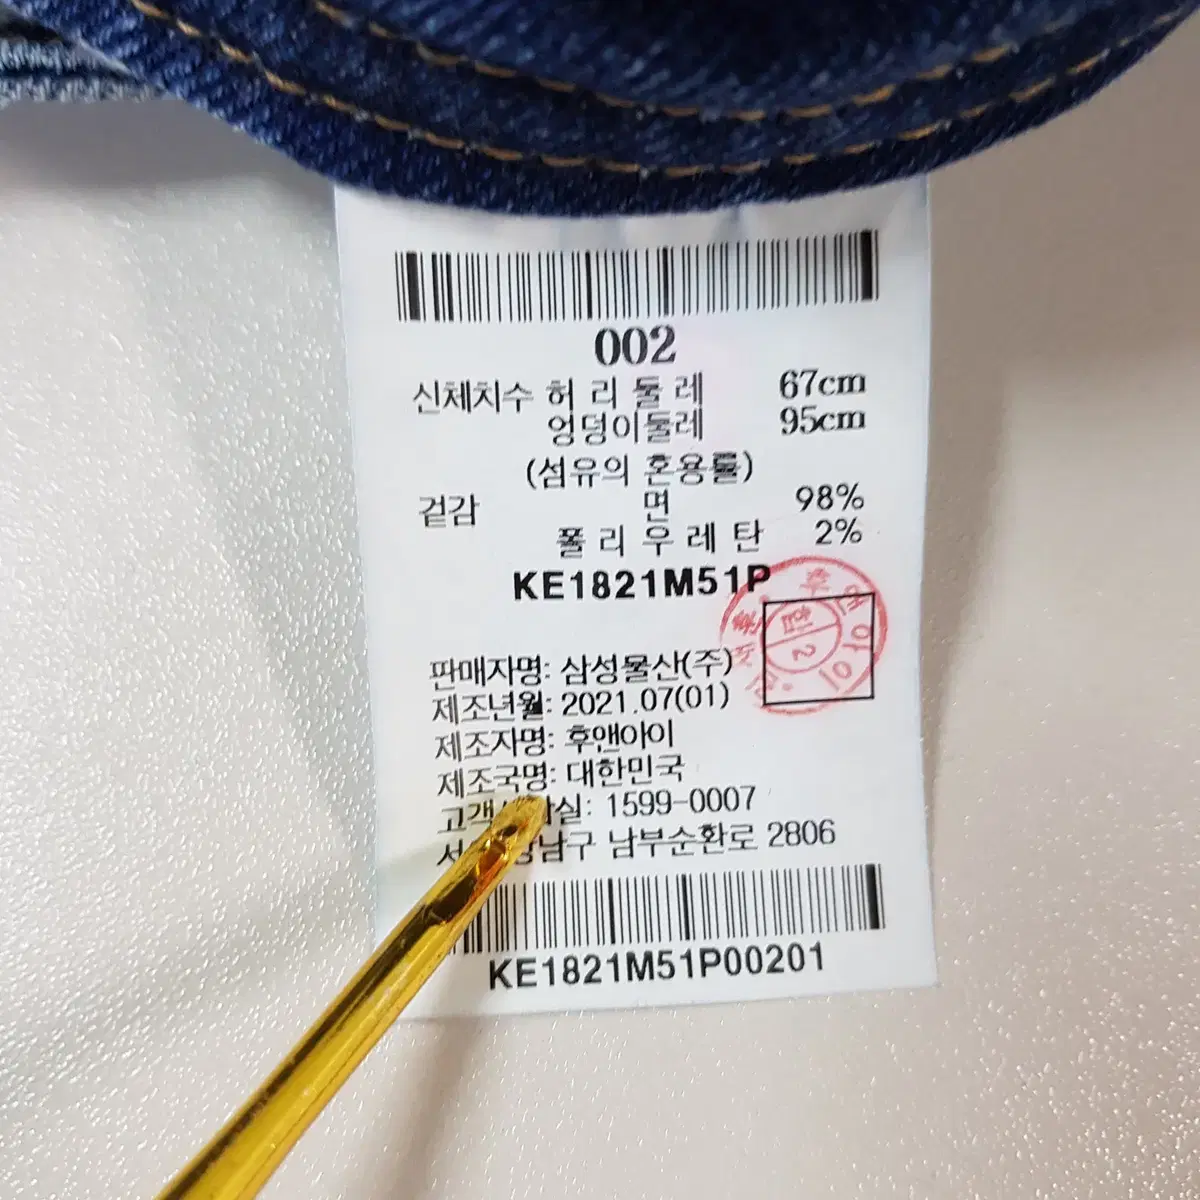 002
신체치수 허리둘레 67cm
엉덩이둘레 95cm
(섬유의 혼용률)
겉감 면 98%
폴리우레탄 2%
KE1821M51P
판매자명: 삼성물산(주)
제조년월: 2021.07(01)
제조자명: 후앤아이
제조국명: 대한민국
1599-0007
남부순환로 2806
KE1821M51P00201